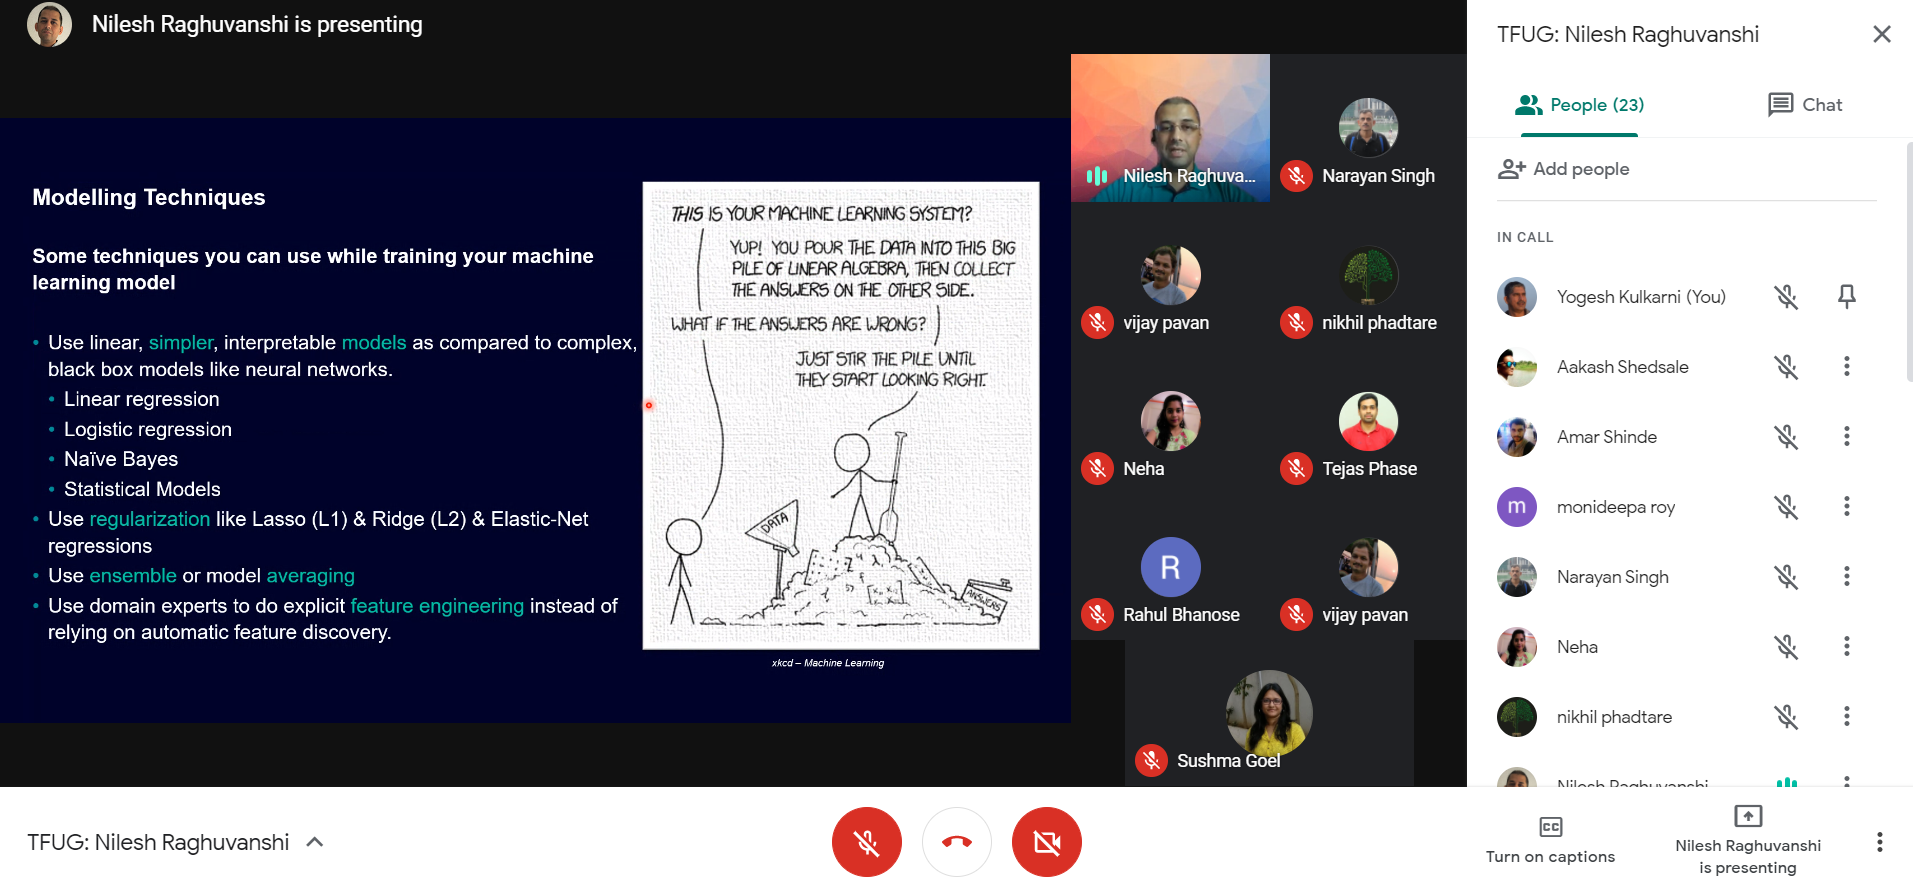 Nilesh Raghuvanshi is presenting
Modelling Techniques
Some techniques you can use while training your machine
learning model
• Use linear, simpler, interpretable models as compared to complex,
black box models like neural networks.
• Linear regression
• Logistic regression
• Naïve Bayes
• Statistical Models
• Use regularization like Lasso (L1) & Ridge (L2) & Elastic-Net
regressions
• Use ensemble or model averaging
• Use domain experts to do explicit feature engineering instead of
relying on automatic feature discovery.
THIS IS YOUR MACHINE LEARNING SYSTEM?
YUP! YOU POUR THE DATA INTO THIS BIG
PILE OF LINEAR ALGEBRA, THEN COLLECT
THE ANSWERS ON THE OTHER SIDE.
WHAT IF THE ANSWERS ARE WRONG?
JUST STIR THE PILE UNTIL
THEY START LOOKING RIGHT.
DATA
ANSWERS
xkcd – Machine Learning
Nilesh Raghuva...
Narayan Singh
vijay pavan
nikhil phadtare
Neha
Tejas Phase
R
Rahul Bhanose
vijay pavan
Sushma Goel
TFUG: Nilesh Raghuvanshi
People (23)
Chat
Add people
IN CALL
Yogesh Kulkarni (You)
Aakash Shedsale
Amar Shinde
m
monideepa roy
Narayan Singh
Neha
nikhil phadtare
Nilesh Raghuvanshi
TFUG: Nilesh Raghuvanshi
CC
Turn on captions
Nilesh Raghuvanshi
is presenting